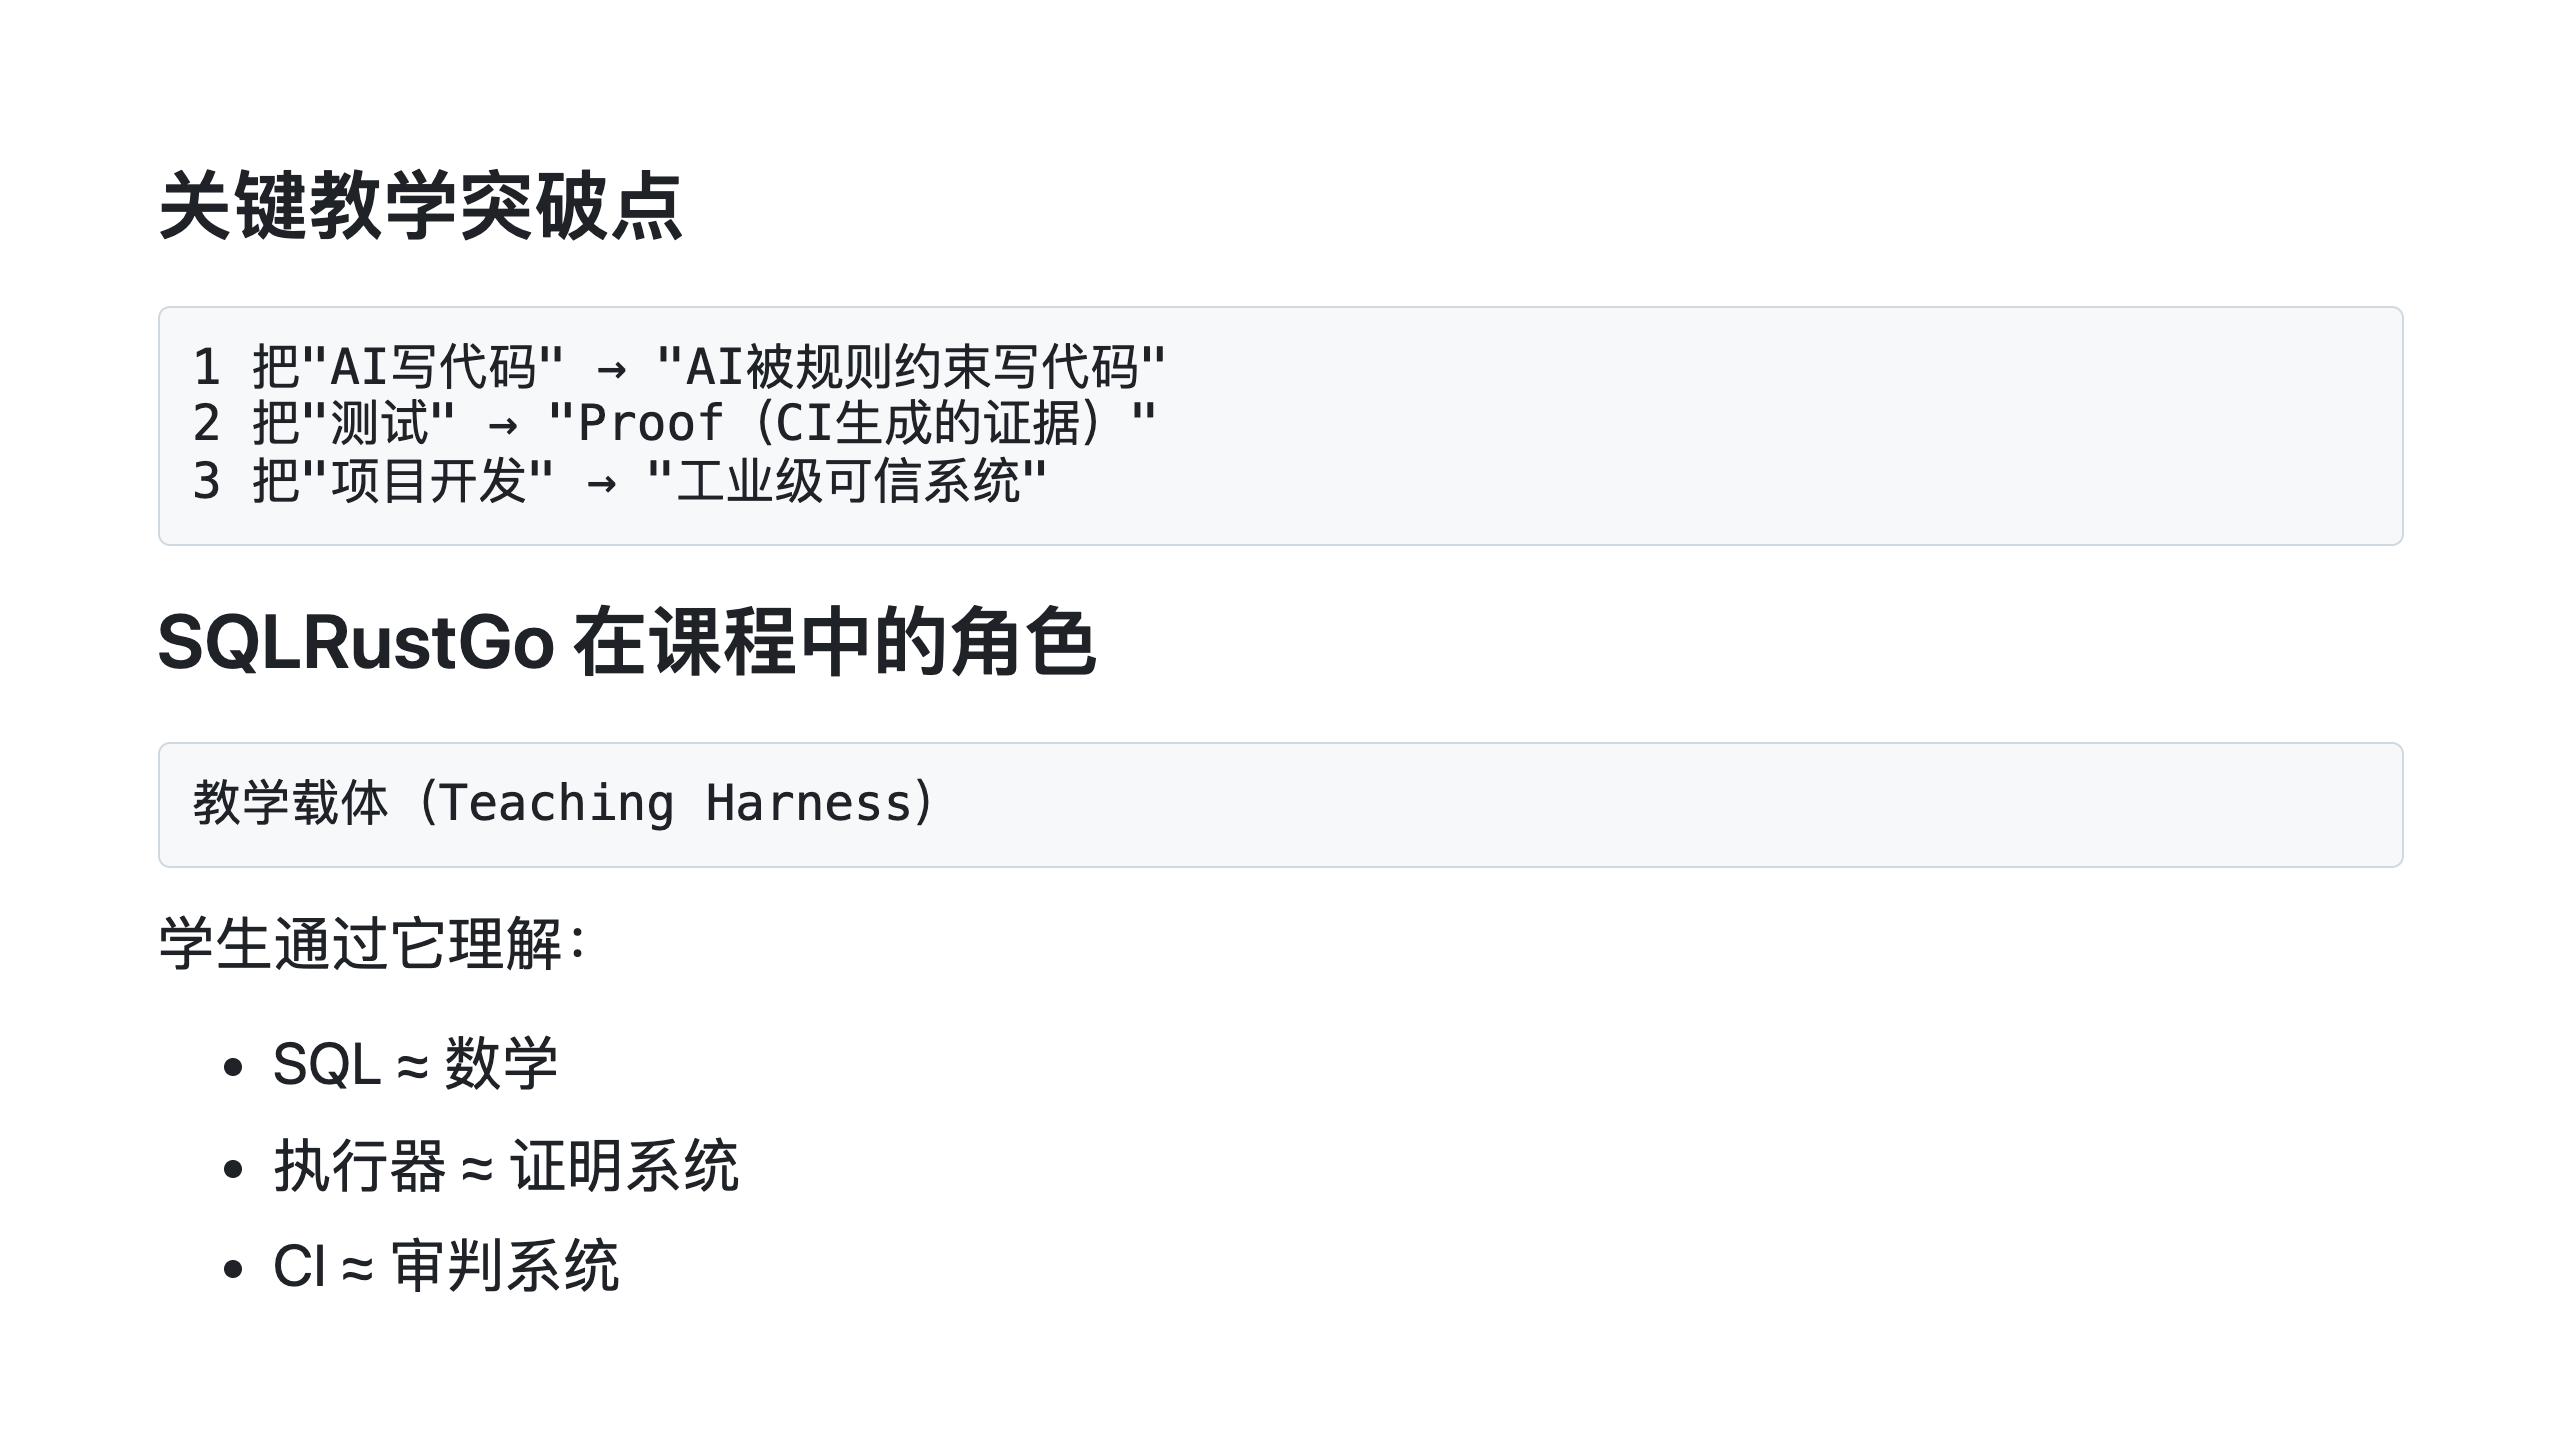 关键教学突破点
1 把"AI写代码" → "AI被规则约束写代码"
2 把"测试" → "Proof（CI生成的证据）"
3 把"项目开发" → "工业级可信系统"
SQLRustGo 在课程中的角色
教学载体（Teaching Harness）
学生通过它理解：
• SQL ≈ 数学
• 执行器 ≈ 证明系统
• CI ≈ 审判系统